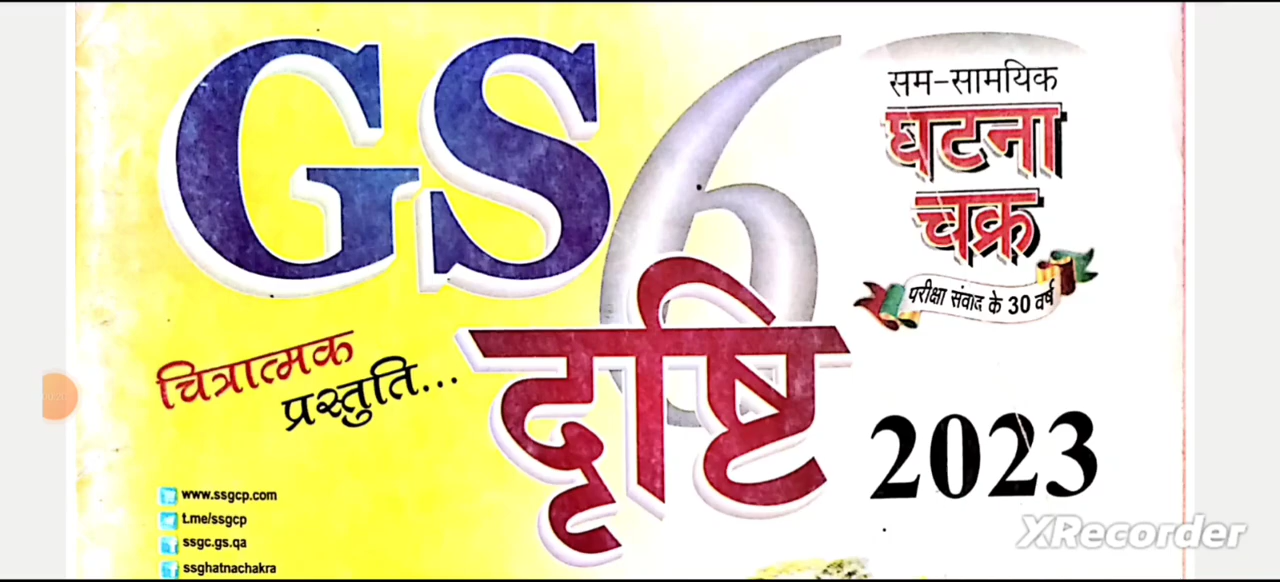 GS 6
दृष्टि
चित्रात्मक
प्रस्तुति...
सम-सामयिक
घटना
चक्र
परीक्षा संवाद के 30 वर्ष
2023
www.ssgcp.com
t.me/ssgcp
ssgc.gs.qa
ssghatnachakra
XRecorder